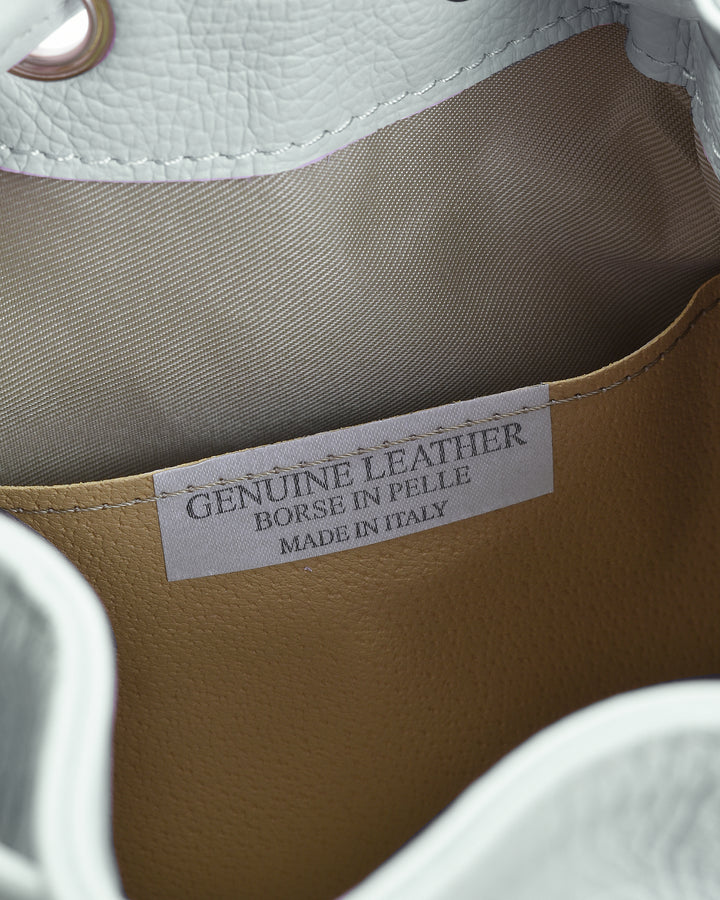 GENUINE LEATHER
BORSE IN PELLE
MADE IN ITALY